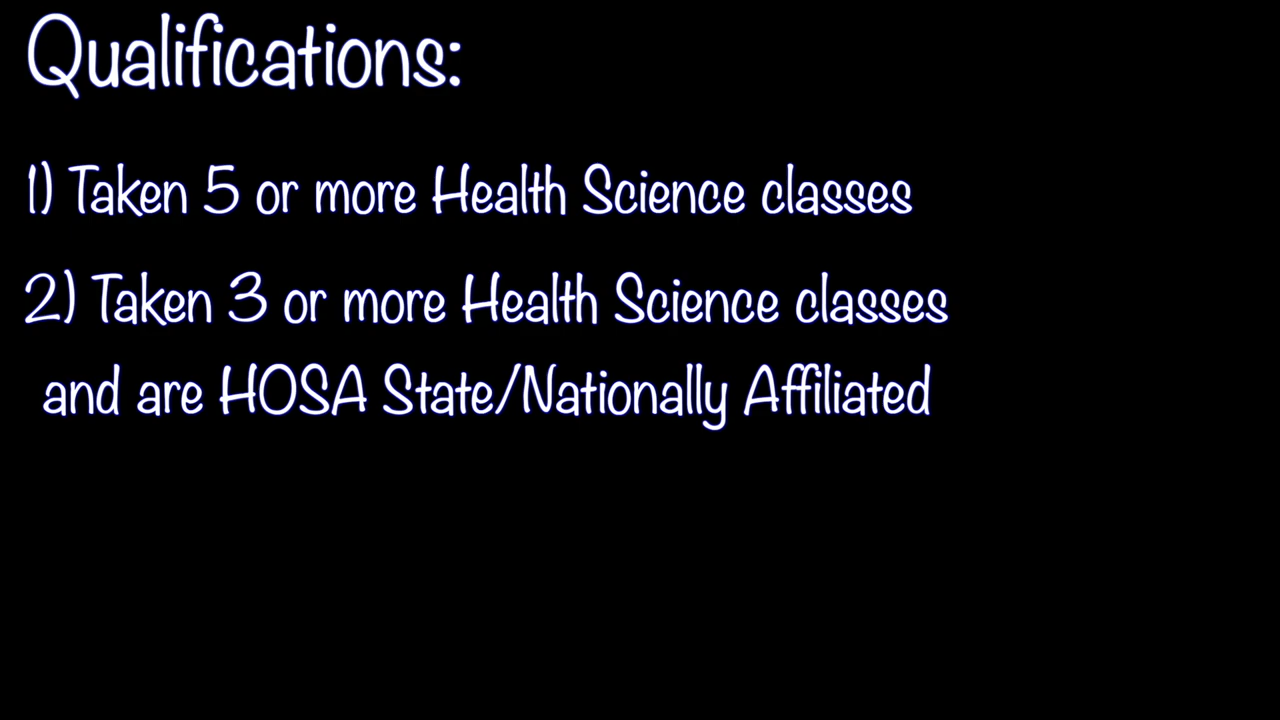 Qualifications:
1) Taken 5 or more Health Science classes
2) Taken 3 or more Health Science classes
and are HOSA State/Nationally Affiliated